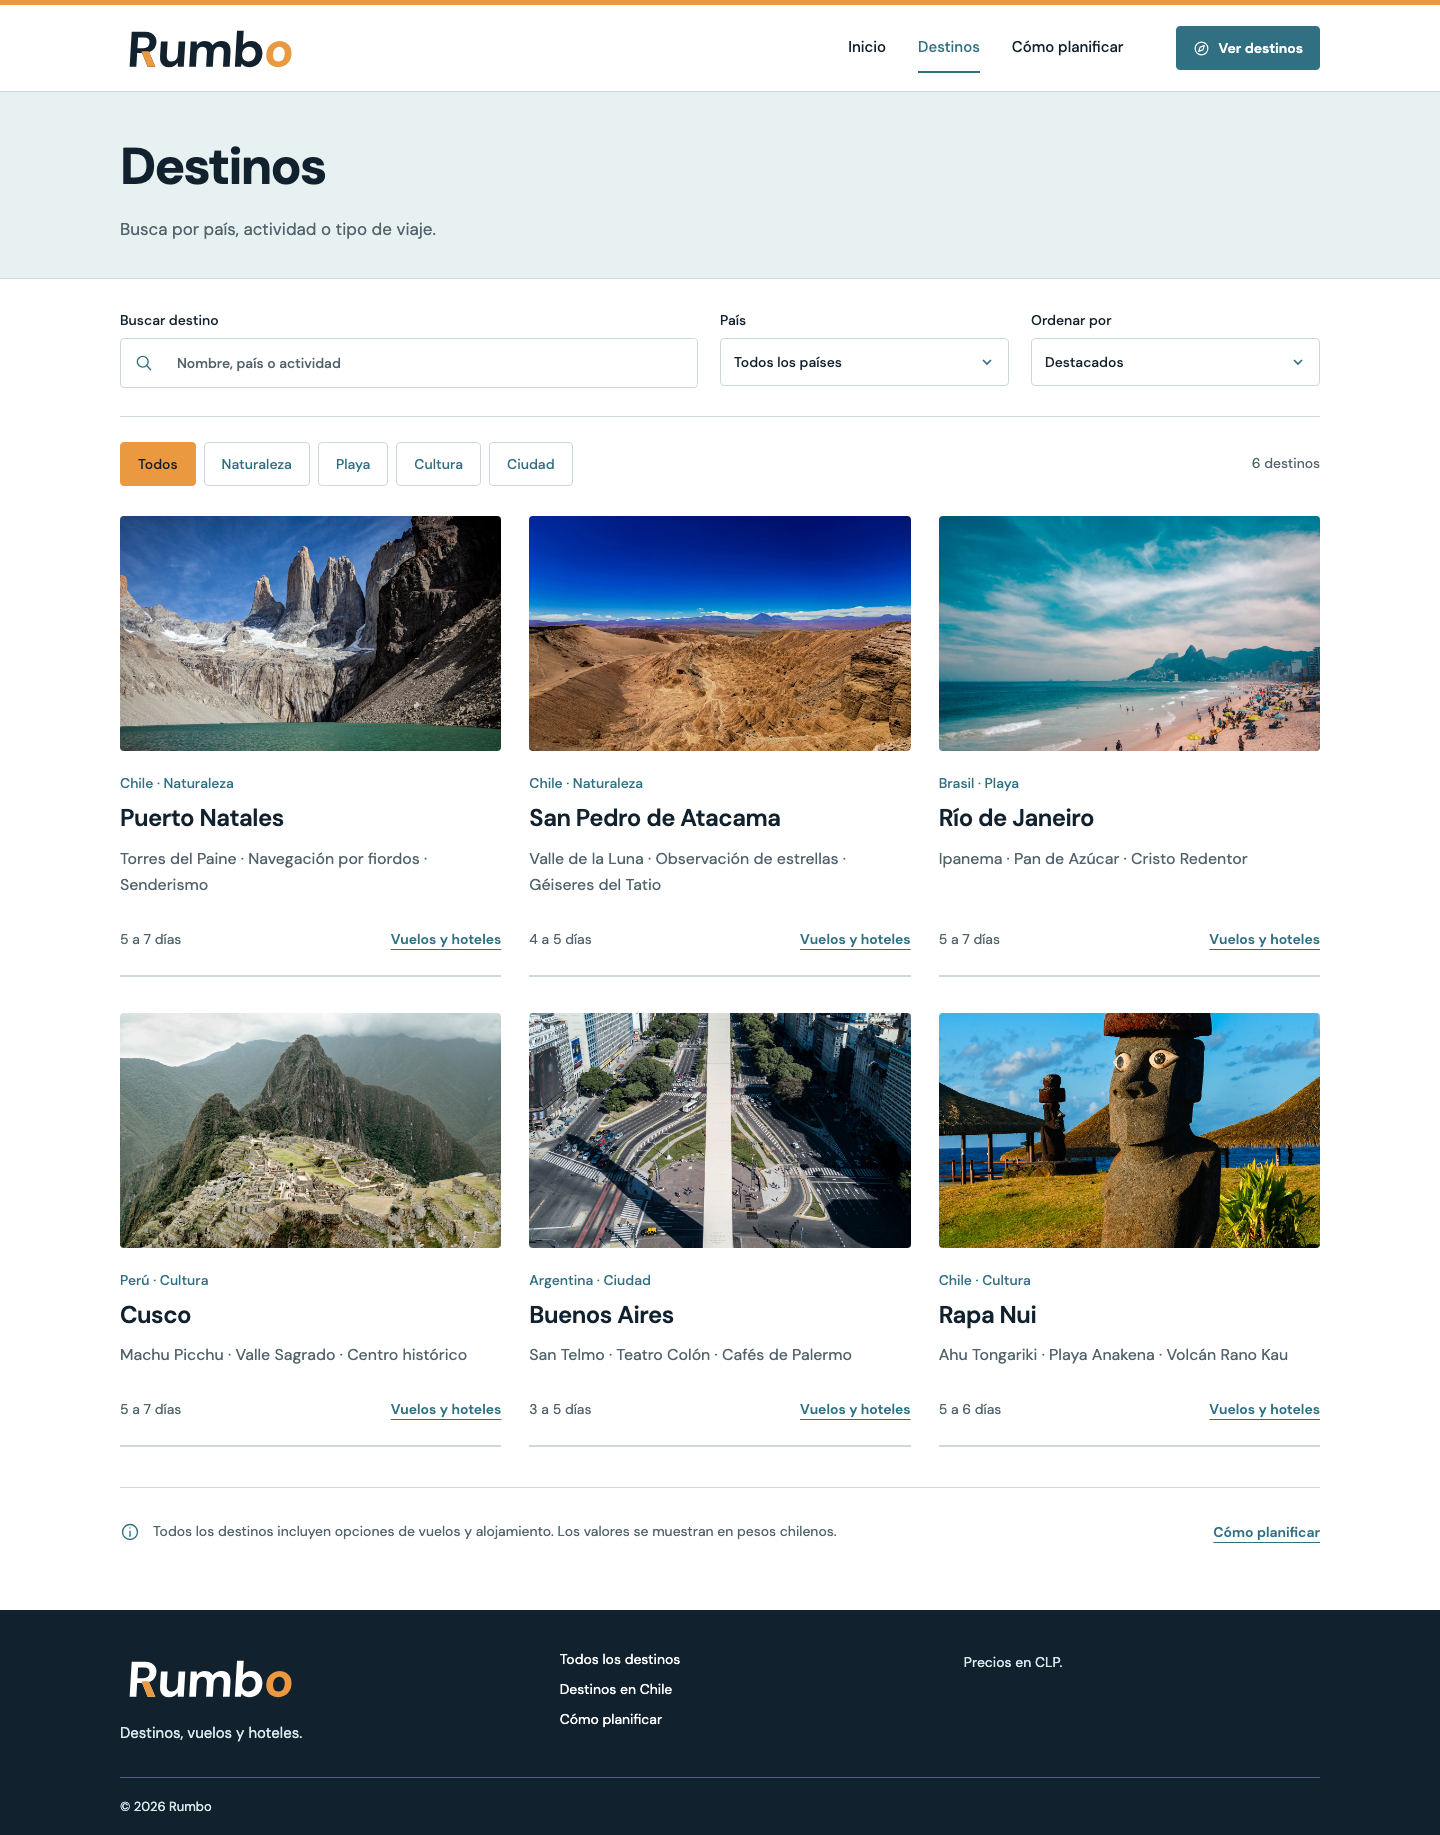 Rumbo
Inicio
Destinos
Cómo planificar
Ver destinos
Destinos
Busca por país, actividad o tipo de viaje.
Buscar destino
País
Ordenar por
Nombre, país o actividad
Todos los países
Destacados
Todos
Naturaleza
Playa
Cultura
Ciudad
6 destinos
Chile · Naturaleza
Puerto Natales
Torres del Paine · Navegación por fiordos ·
Senderismo
5 a 7 días
Vuelos y hoteles
Chile · Naturaleza
San Pedro de Atacama
Valle de la Luna · Observación de estrellas ·
Géiseres del Tatio
4 a 5 días
Vuelos y hoteles
Brasil · Playa
Río de Janeiro
Ipanema · Pan de Azúcar · Cristo Redentor
5 a 7 días
Vuelos y hoteles
Perú · Cultura
Cusco
Machu Picchu · Valle Sagrado · Centro histórico
5 a 7 días
Vuelos y hoteles
Argentina · Ciudad
Buenos Aires
San Telmo · Teatro Colón · Cafés de Palermo
3 a 5 días
Vuelos y hoteles
Chile · Cultura
Rapa Nui
Ahu Tongariki · Playa Anakena · Volcán Rano Kau
5 a 6 días
Vuelos y hoteles
Todos los destinos incluyen opciones de vuelos y alojamiento. Los valores se muestran en pesos chilenos.
Cómo planificar
Rumbo
Destinos, vuelos y hoteles.
Todos los destinos
Destinos en Chile
Cómo planificar
Precios en CLP.
© 2026 Rumbo